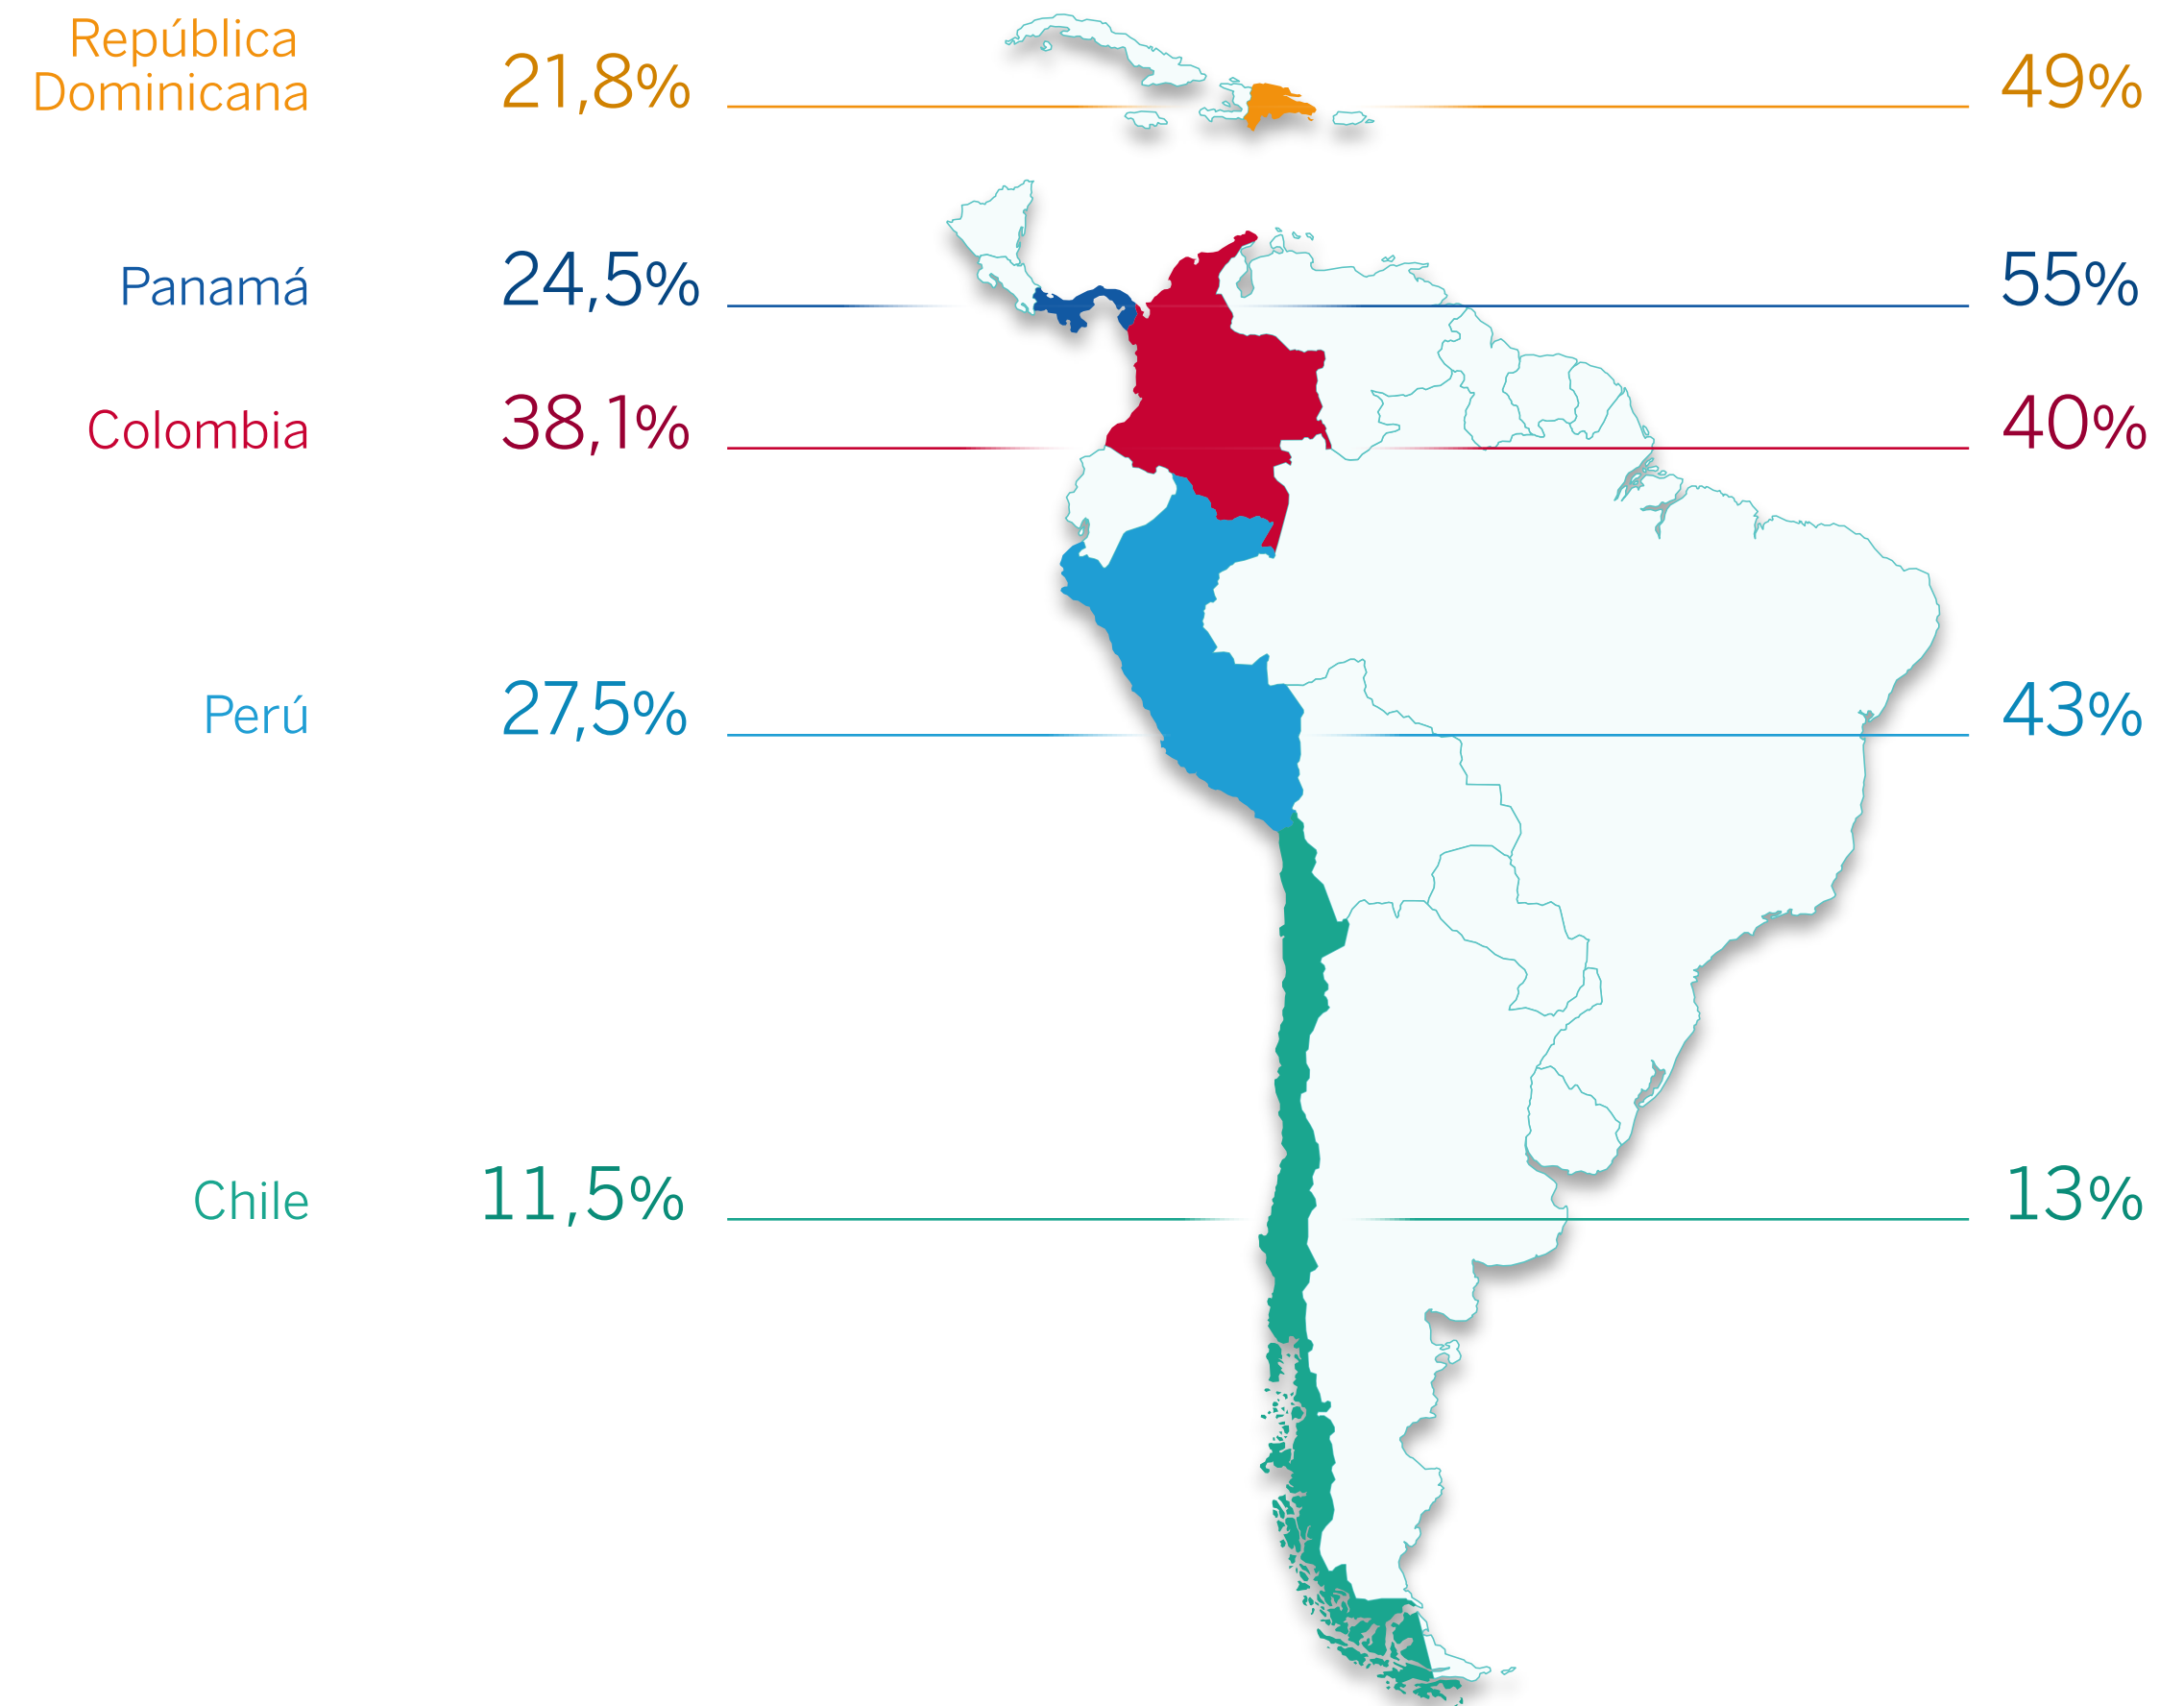 República
Dominicana 21,8% 49%
Panamá 24,5% 55%
Colombia 38,1% 40%
Perú 27,5% 43%
Chile 11,5% 13%